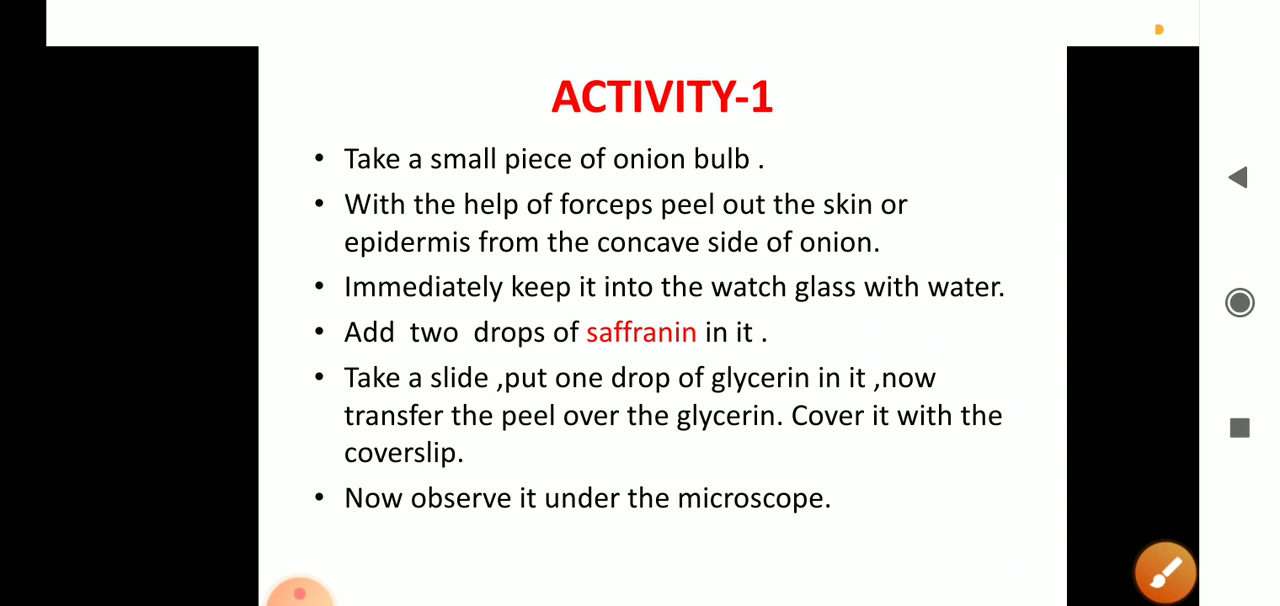 ACTIVITY-1
• Take a small piece of onion bulb .
• With the help of forceps peel out the skin or
epidermis from the concave side of onion.
• Immediately keep it into the watch glass with water.
• Add  two  drops of saffranin in it .
• Take a slide ,put one drop of glycerin in it ,now
transfer the peel over the glycerin. Cover it with the
coverslip.
• Now observe it under the microscope.